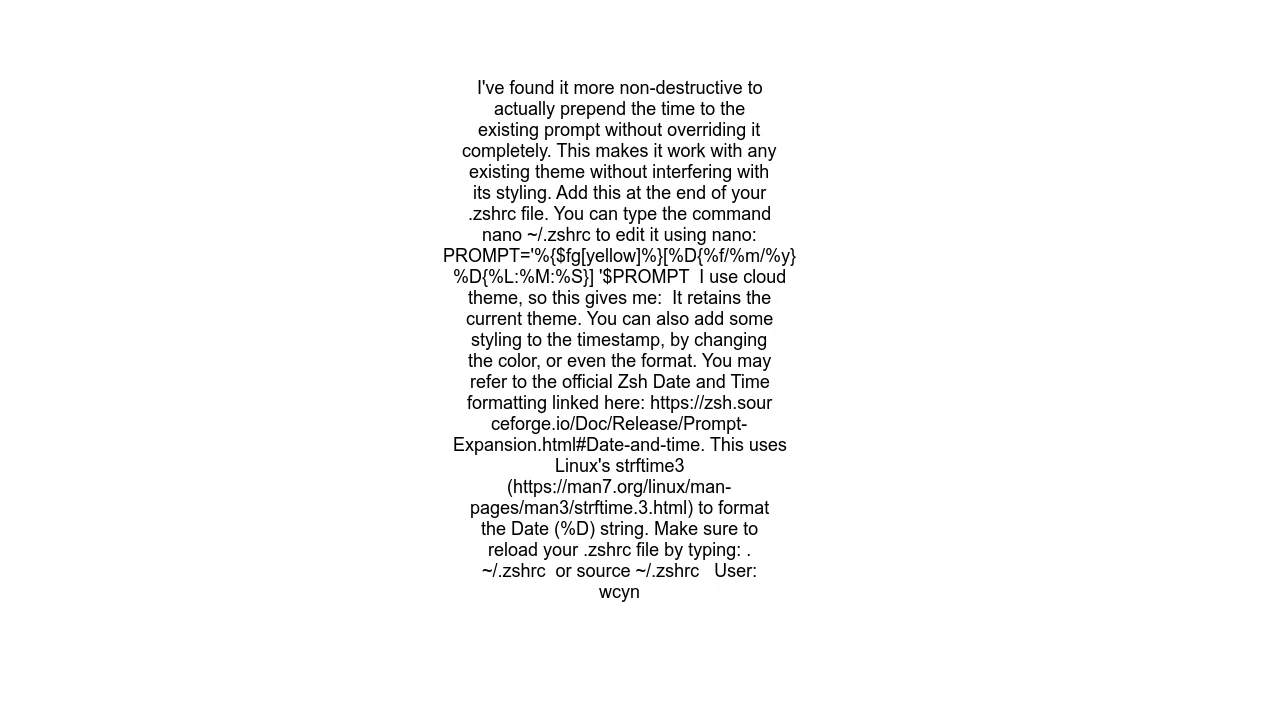 I've found it more non-destructive to
actually prepend the time to the
existing prompt without overriding it
completely. This makes it work with any
existing theme without interfering with
its styling. Add this at the end of your
.zshrc file. You can type the command
nano ~/.zshrc to edit it using nano:
PROMPT='%{$fg[yellow]%}[%D{%f/%m/%y}
%D{%L:%M:%S}] '$PROMPT  I use cloud
theme, so this gives me:  It retains the
current theme. You can also add some
styling to the timestamp, by changing
the color, or even the format. You may
refer to the official Zsh Date and Time
formatting linked here: https://zsh.sour
ceforge.io/Doc/Release/Prompt-
Expansion.html#Date-and-time. This uses
Linux's strftime3
(https://man7.org/linux/man-
pages/man3/strftime.3.html) to format
the Date (%D) string. Make sure to
reload your .zshrc file by typing: .
~/.zshrc  or source ~/.zshrc   User:
wcyn